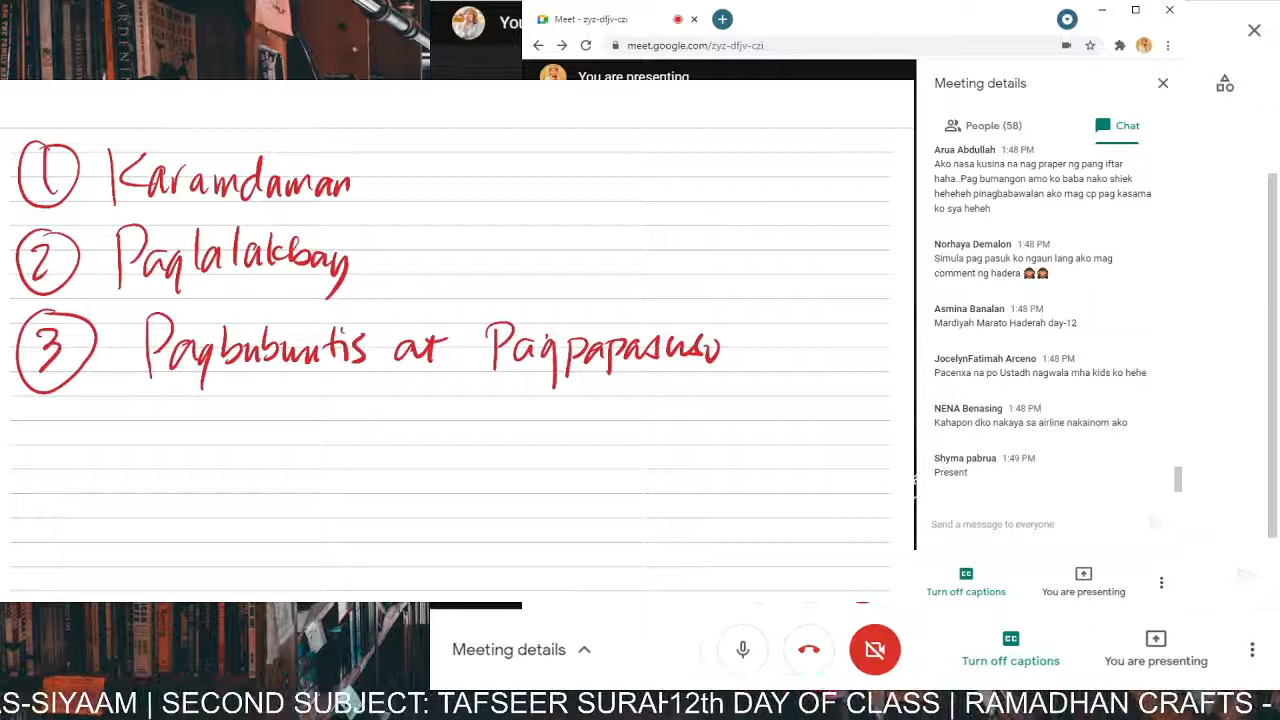 You
Meet - zyz-dfjv-czi
meet.google.com/zyz-dfjv-czi
You are presenting
Meeting details
People (58)
Chat
① Karamdaman
② Paglalakbay
③ Pagbubuntis at Pagpapasuso
Arua Abdullah 1:48 PM
Ako nasa kusina na nag praper ng pang iftar
haha..Pag bumangon amo ko baba nako shiek
heheheh pinagbabawalan ako mag cp pag kasama
ko sya heheh
Norhaya Demalon 1:48 PM
Simula pag pasuk ko ngaun lang ako mag
comment ng hadera
Asmina Banalan 1:48 PM
Mardiyah Marato Haderah day-12
JocelynFatimah Arceno 1:48 PM
Pacenxa na po Ustadh nagwala mha kids ko hehe
NENA Benasing 1:48 PM
Kahapon dko nakaya sa airline nakainom ako
Shyma pabrua 1:49 PM
Present
Send a message to everyone
CC
Turn off captions
You are presenting
Meeting details
CC
Turn off captions
You are presenting
AS-SIYAAM | SECOND SUBJECT: TAFSEER SURAH 12th DAY OF CLASS | RAMADHAN CRAFTS -